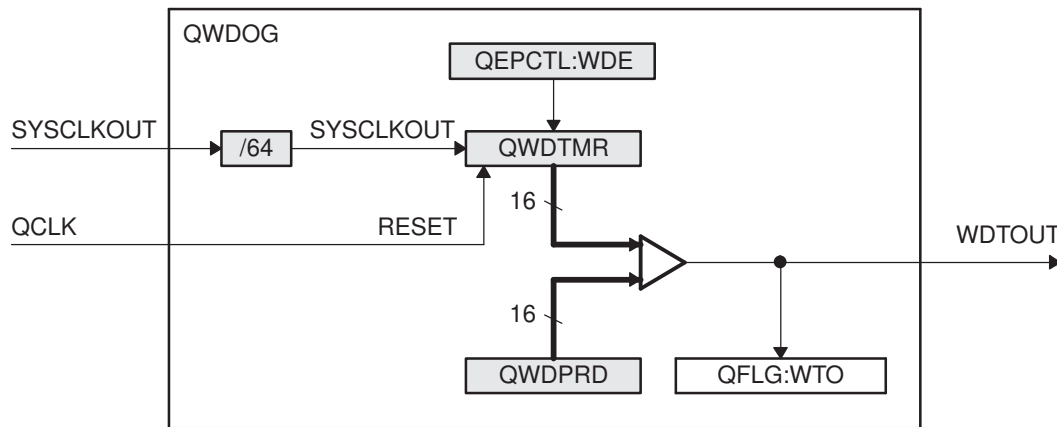 QWDOG
QEPCTL:WDE
SYSCLKOUT
/64
SYSCLKOUT
QWDTMR
16
QCLK
RESET
WDTOUT
16
QWDPRD
QFLG:WTO